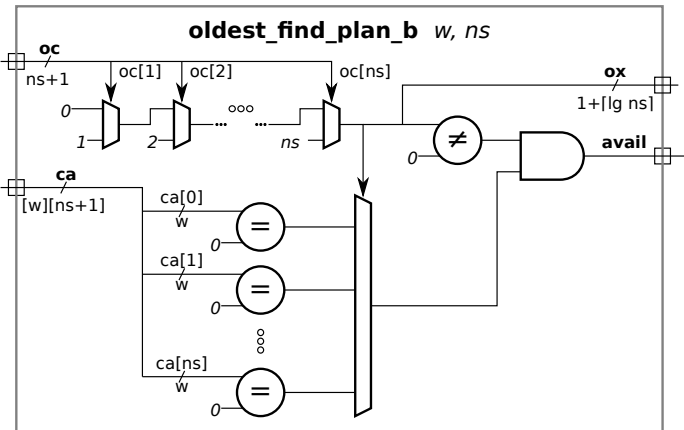 oldest_find_plan_b w, ns
oc
ns+1
oc[1]
oc[2]
oc[ns]
0
1
2
ns
ox
1+⌈lg ns⌉
≠
0
avail
ca
[w][ns+1]
ca[0]
w
=
0
ca[1]
w
=
0
ca[ns]
w
=
0